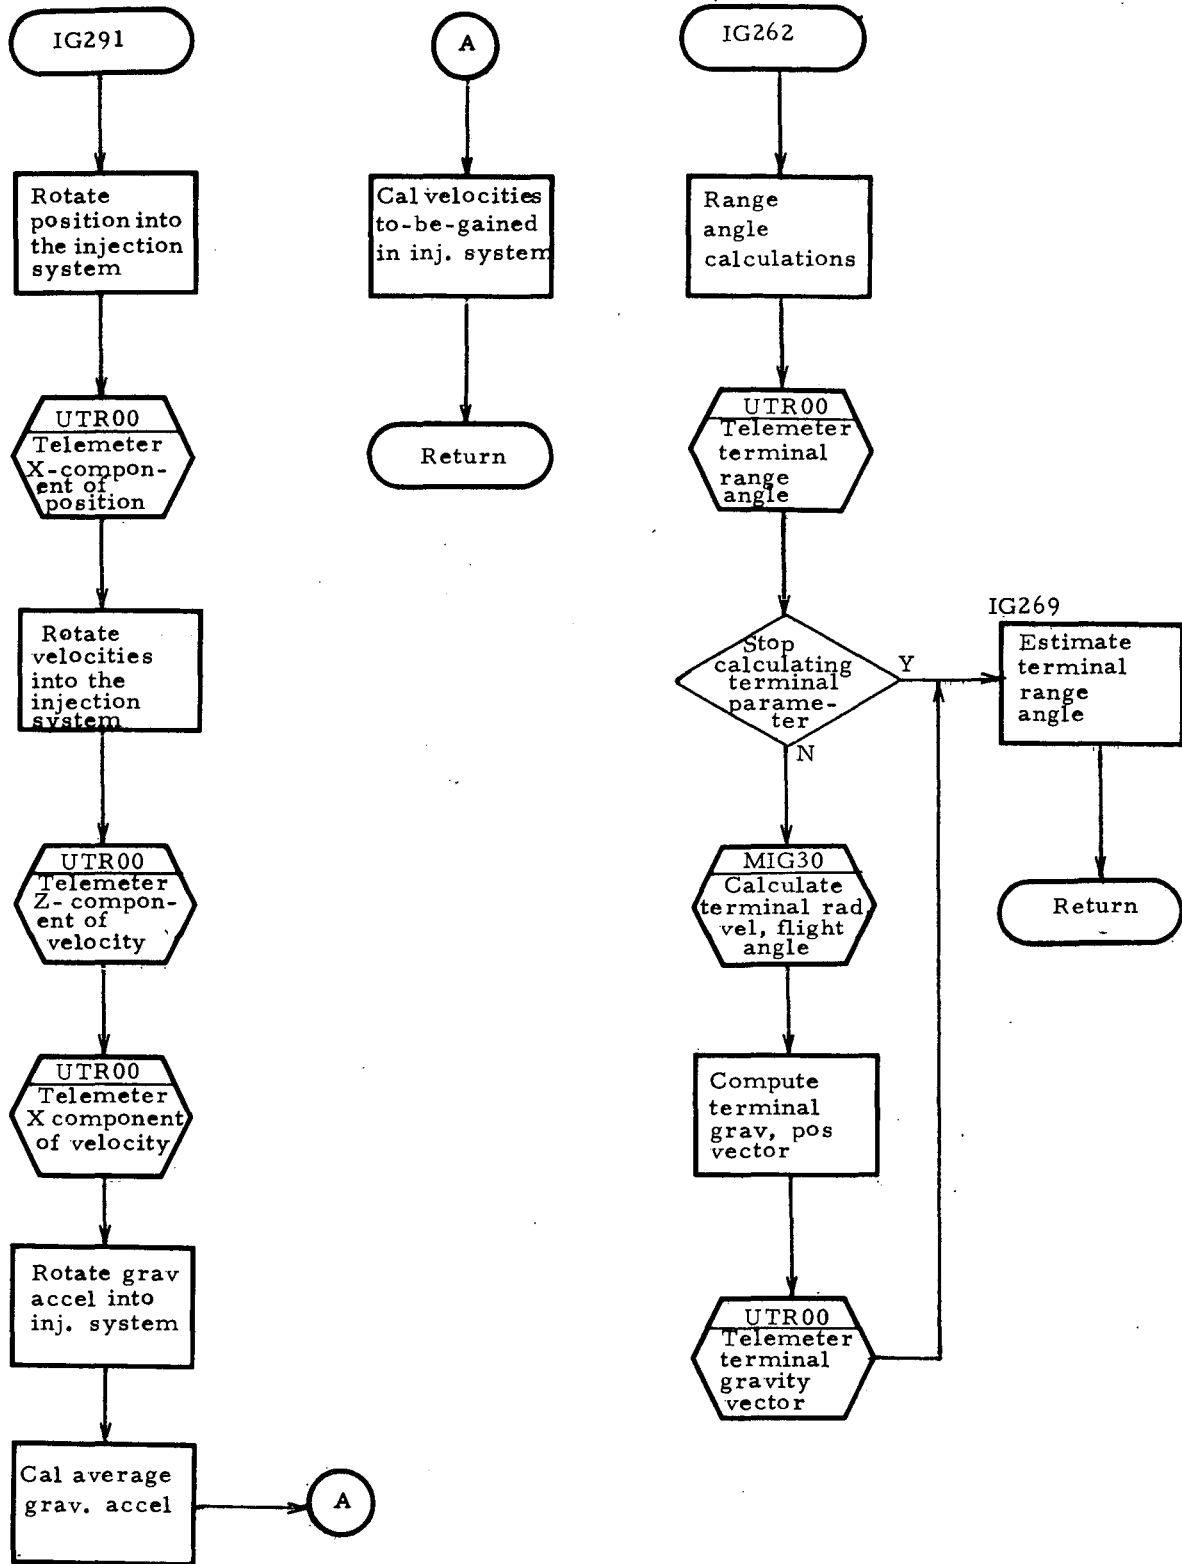 IG291
Rotate
position into
the injection
system
UTR00
Telemeter
X-compon-
ent of
position
Rotate
velocities
into the
injection
system
UTR00
Telemeter
Z-compon-
ent of
velocity
UTR00
Telemeter
X component
of velocity
Rotate grav
accel into
inj. system
Cal average
grav. accel
A
A
Cal velocities
to-be-gained
in inj. system
Return
IG262
Range
angle
calculations
UTR00
Telemeter
terminal
range
angle
Stop
calculating
terminal
parame-
ter
Y
N
MIG30
Calculate
terminal rad,
vel, flight
angle
Compute
terminal
grav, pos
vector
UTR00
Telemeter
terminal
gravity
vector
IG269
Estimate
terminal
range
angle
Return